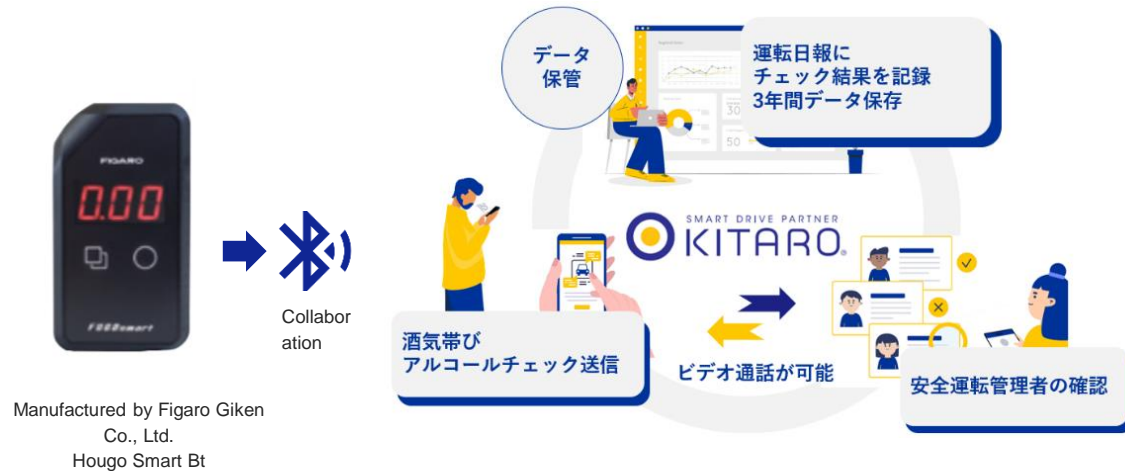 FIGARO
0.00
FUGOsmart
Manufactured by Figaro Giken
Co., Ltd.
Hougo Smart Bt
Collabor
ation
データ
保管
30
50
運転日報に
チェック結果を記録
3年間データ保存
SMART DRIVE PARTNER
KITARO®
酒気帯び
アルコールチェック送信
ビデオ通話が可能
安全運転管理者の確認